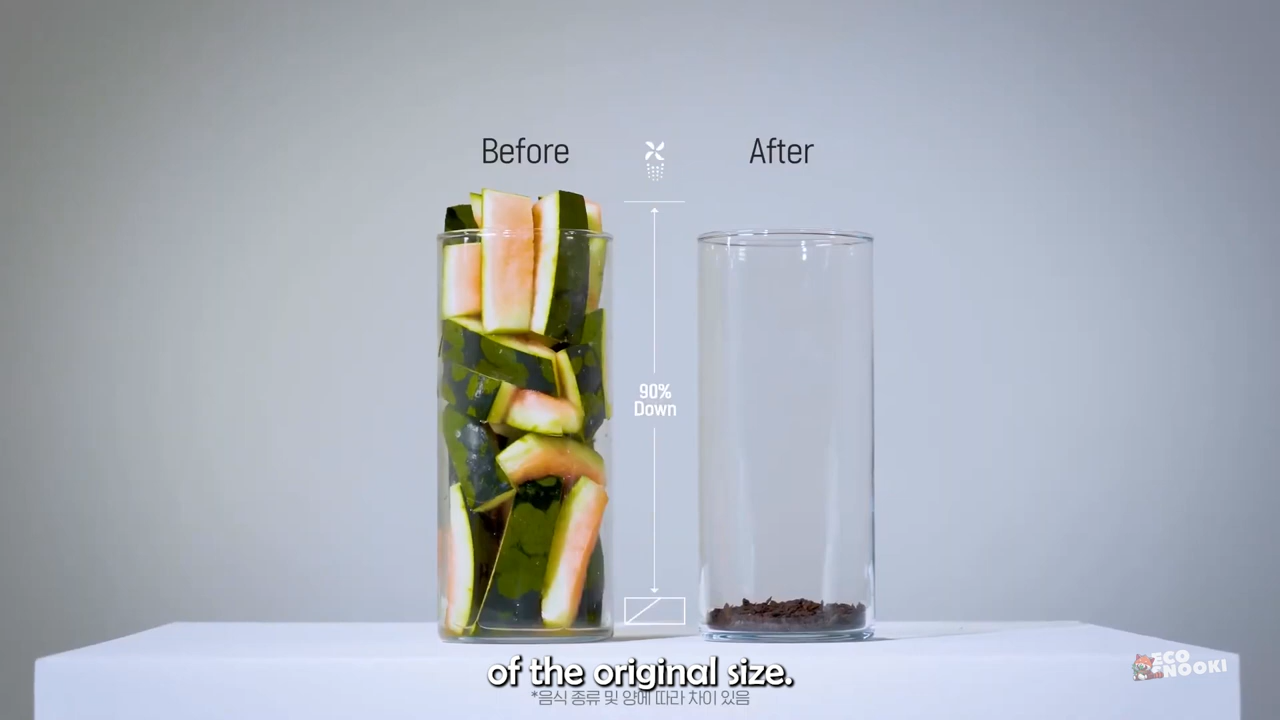 Before
After
90%
Down
of the original size.
*음식 종류 및 양에 따라 차이 있음
ECO
SNOOKI